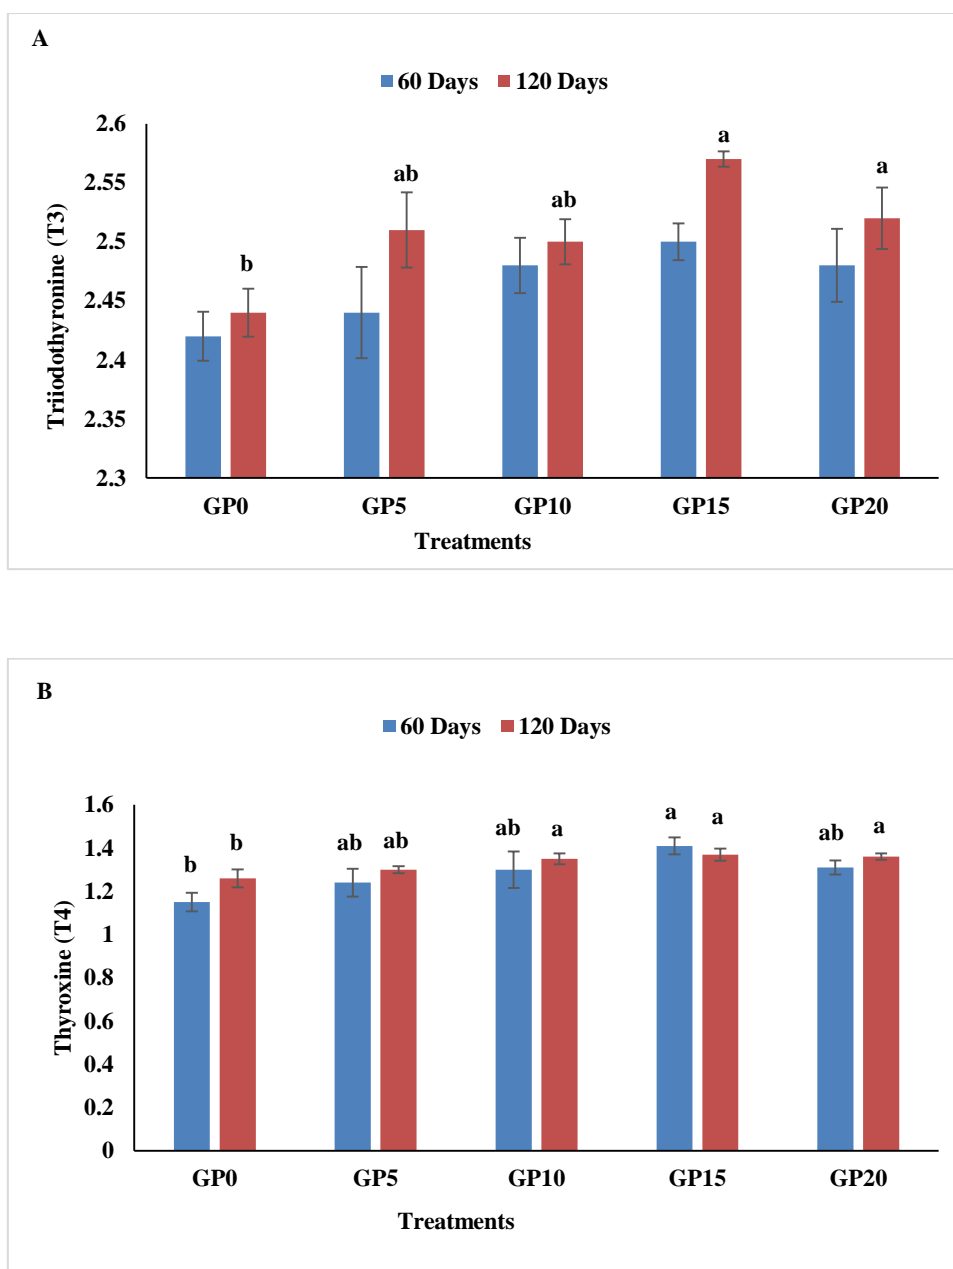 A
60 Days 120 Days
2.6
2.55
2.5
2.45
2.4
2.35
2.3
Triiodothyronine (T3)
b
ab
ab
a
a
GP0 GP5 GP10 GP15 GP20
Treatments
B
60 Days 120 Days
1.6
1.4
1.2
1
0.8
0.6
0.4
0.2
0
Thyroxine (T4)
b b ab ab ab a a a ab a
GP0 GP5 GP10 GP15 GP20
Treatments